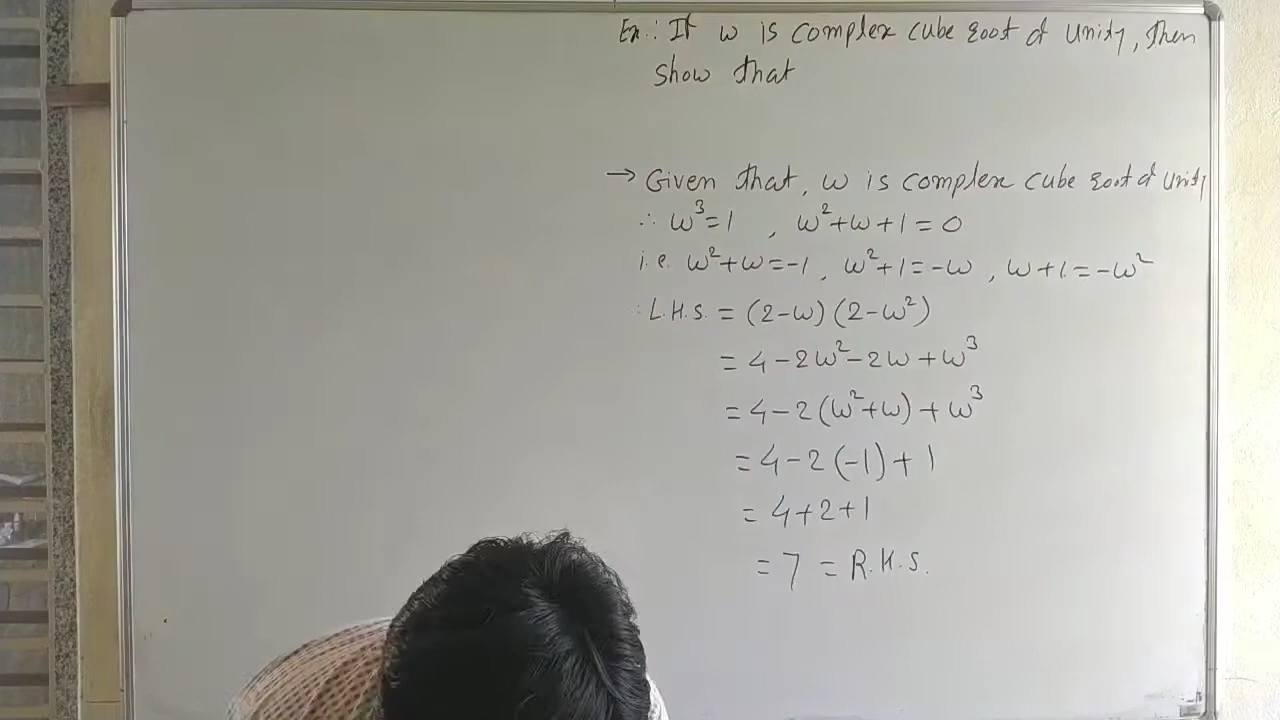 Ex.: If ω is complex cube root of unity, then
show that
→ Given that, ω is complex cube root of unity
∴ ω³=1 , ω²+ω+1=0
i.e. ω²+ω=-1, ω²+1=-ω, ω+1=-ω²
∴ L.H.S. = (2-ω)(2-ω²)
= 4-2ω²-2ω+ω³
= 4-2(ω²+ω)+ω³
= 4-2(-1)+1
= 4+2+1
= 7 = R.H.S.